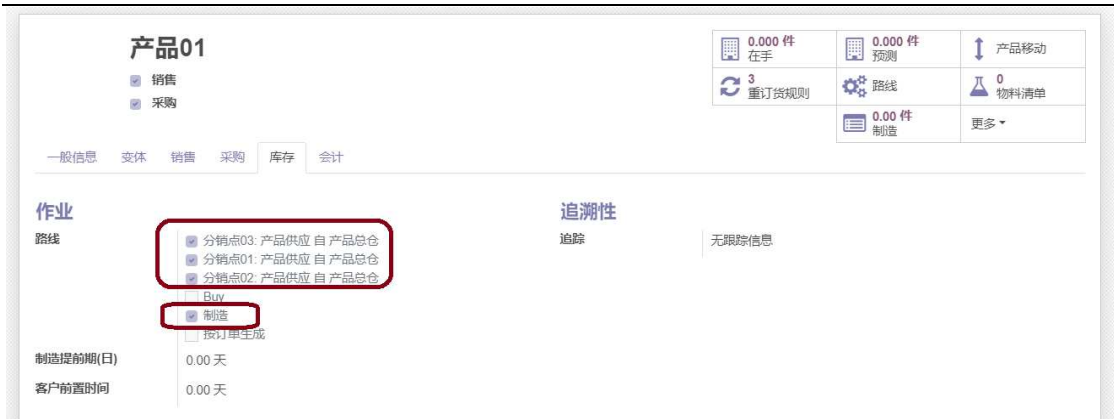 产品01
销售
采购
0.000 件
在手
0.000 件
预测
产品移动
3
重订货规则
路线
0
物料清单
0.00 件
制造
更多
一般信息 变体 销售 采购 库存 会计
作业
追溯性
路线
分销点03: 产品供应 自 产品总仓
追踪
无跟踪信息
分销点01: 产品供应 自 产品总仓
分销点02: 产品供应 自 产品总仓
Buy
制造
按订单生成
制造提前期(日) 0.00 天
客户前置时间 0.00 天